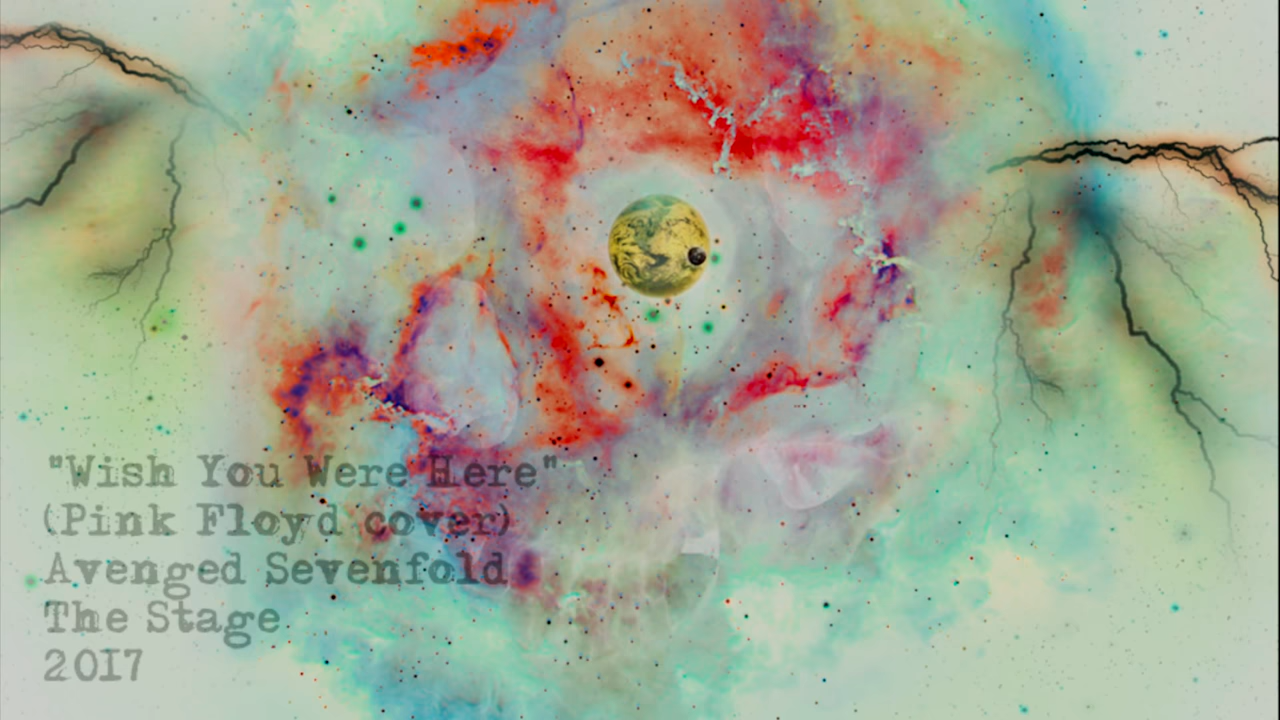 "Wish You Were Here"
(Pink Floyd cover)
Avenged Sevenfold
The Stage
2017